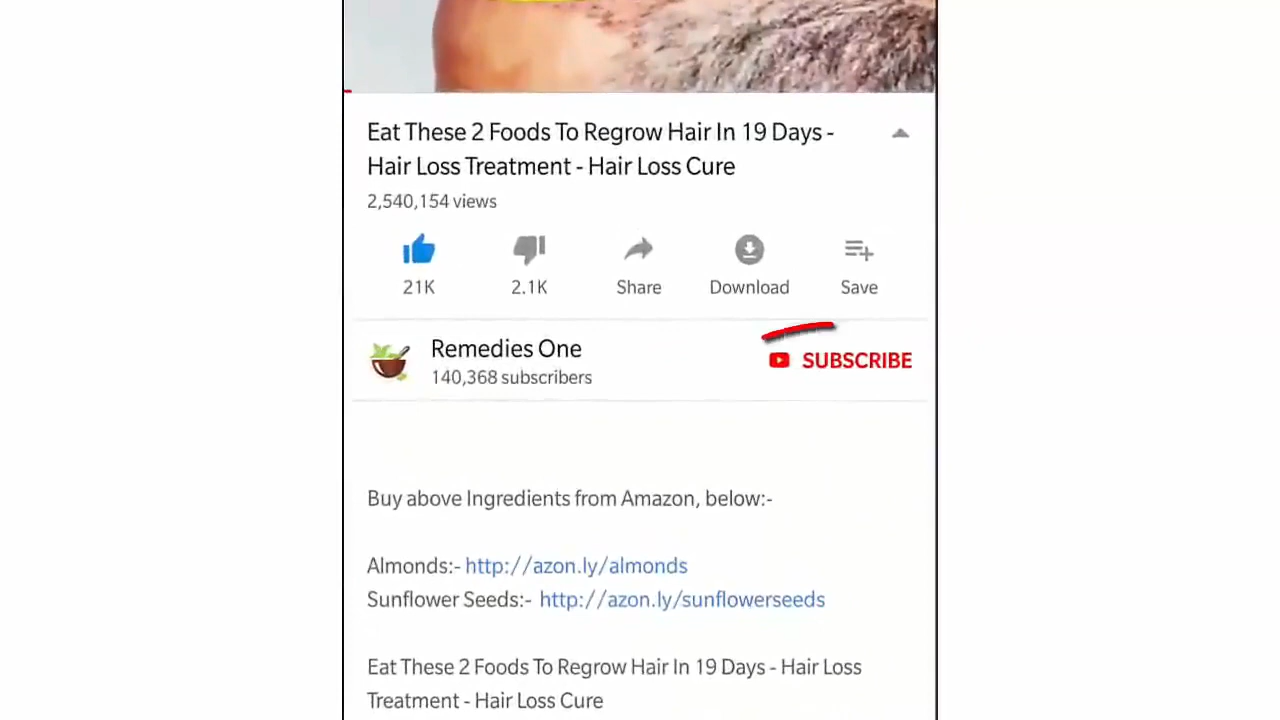 Eat These 2 Foods To Regrow Hair In 19 Days -
Hair Loss Treatment - Hair Loss Cure
2,540,154 views
21K
2.1K
Share
Download
Save
Remedies One
140,368 subscribers
SUBSCRIBE
Buy above Ingredients from Amazon, below:-
Almonds:- http://azon.ly/almonds
Sunflower Seeds:- http://azon.ly/sunflowerseeds
Eat These 2 Foods To Regrow Hair In 19 Days - Hair Loss
Treatment - Hair Loss Cure